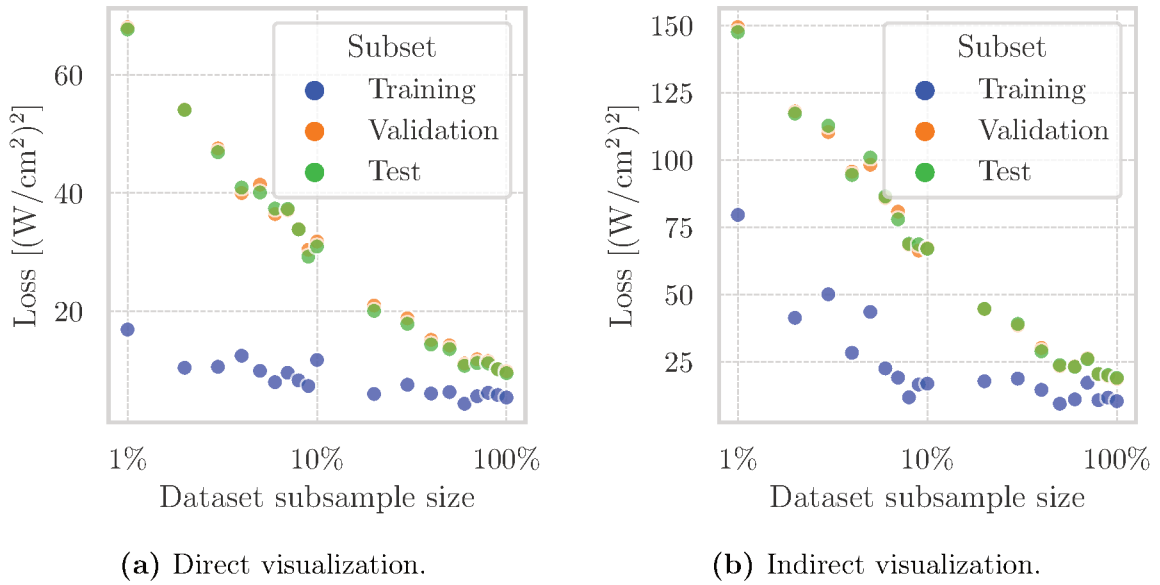 Loss [(W/cm²)²]
60
40
20
Subset
Training
Validation
Test
1%
10%
100%
Dataset subsample size
(a) Direct visualization.
Loss [(W/cm²)²]
150
125
100
75
50
25
Subset
Training
Validation
Test
1%
10%
100%
Dataset subsample size
(b) Indirect visualization.